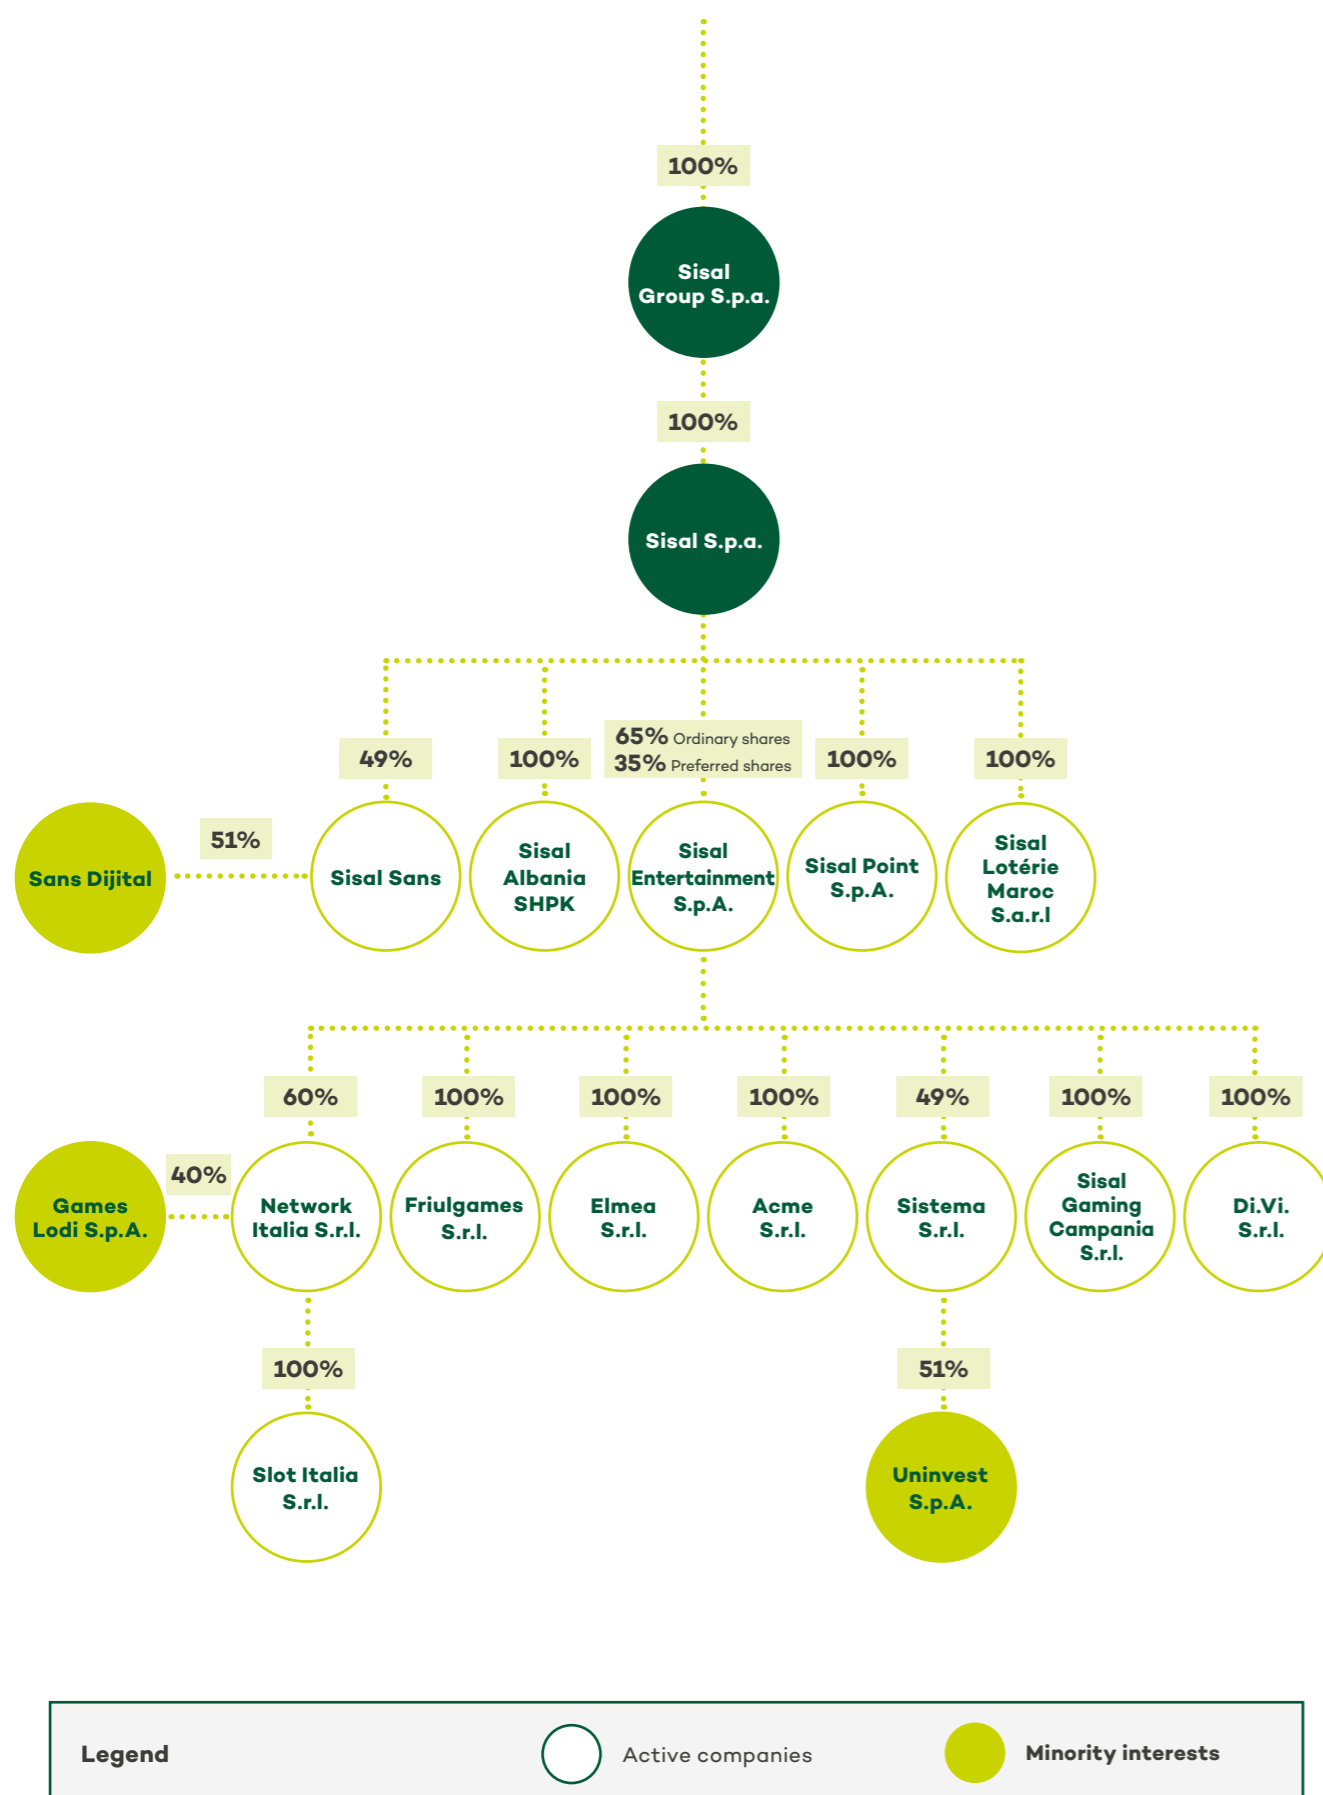 100%
Sisal
Group S.p.a.
100%
Sisal S.p.a.
49%
100%
65% Ordinary shares
35% Preferred shares
100%
100%
Sans Dijital
51%
Sisal Sans
Sisal
Albania
SHPK
Sisal
Entertainment
S.p.A.
Sisal Point
S.p.A.
Sisal
Lotérie
Maroc
S.a.r.l
60%
100%
100%
100%
49%
100%
100%
Games
Lodi S.p.A.
40%
Network
Italia S.r.l.
Friulgames
S.r.l.
Elmea
S.r.l.
Acme
S.r.l.
Sistema
S.r.l.
Sisal
Gaming
Campania
S.r.l.
Di.Vi.
S.r.l.
100%
51%
Slot Italia
S.r.l.
Uninvest
S.p.A.
Legend
Active companies
Minority interests